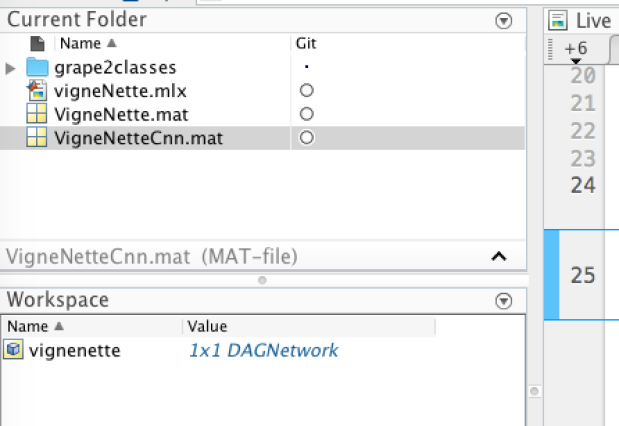 Current Folder
Name Git
grape2classes
vigneNette.mlx
VigneNette.mat
VigneNetteCnn.mat
VigneNetteCnn.mat (MAT-file)
Workspace
Name Value
vignenette 1x1 DAGNetwork
Live
+6
20
21
22
23
24
25